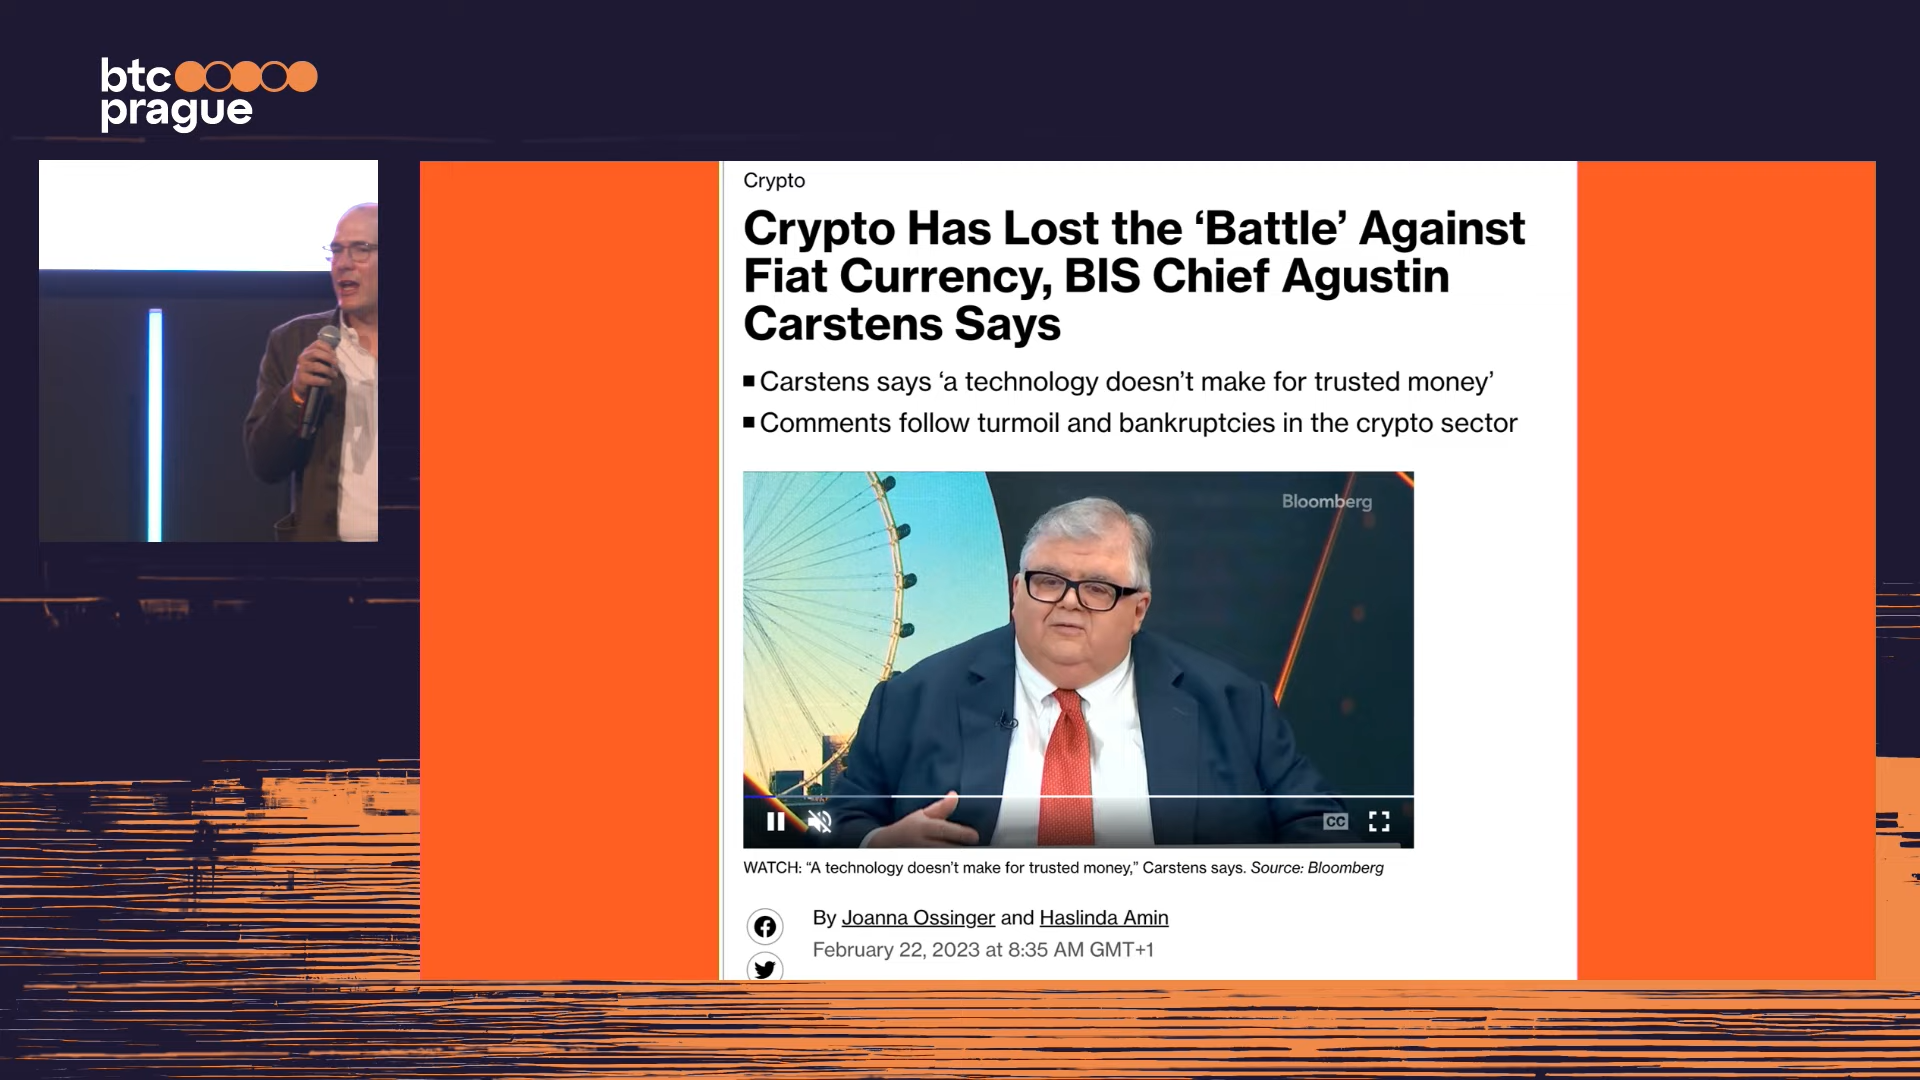 btc
prague
Crypto
Crypto Has Lost the ‘Battle’ Against
Fiat Currency, BIS Chief Agustin
Carstens Says
■ Carstens says ‘a technology doesn’t make for trusted money’
■ Comments follow turmoil and bankruptcies in the crypto sector
Bloomberg
CC
WATCH: “A technology doesn’t make for trusted money,” Carstens says. Source: Bloomberg
By Joanna Ossinger and Haslinda Amin
February 22, 2023 at 8:35 AM GMT+1